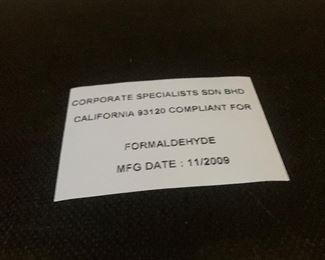 CORPORATE SPECIALISTS SDN BHD
CALIFORNIA 93120 COMPLIANT FOR
FORMALDEHYDE
MFG DATE : 11/2009